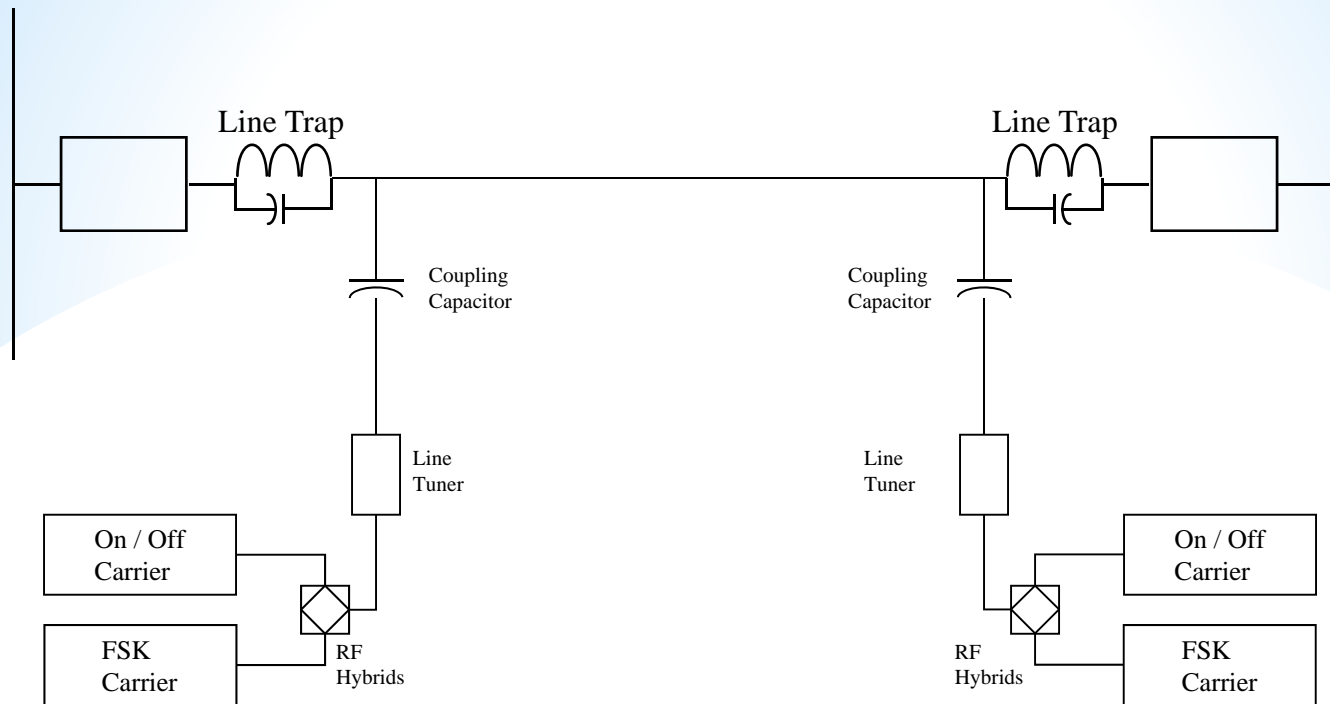 Line Trap
Line Trap
Coupling
Capacitor
Coupling
Capacitor
Line
Tuner
Line
Tuner
On / Off
Carrier
On / Off
Carrier
FSK
Carrier
RF
Hybrids
RF
Hybrids
FSK
Carrier